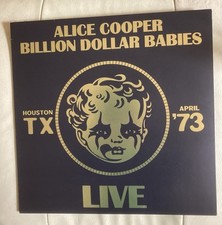 ALICE COOPER
BILLION DOLLAR BABIES
HOUSTON
TX
APRIL
'73
LIVE